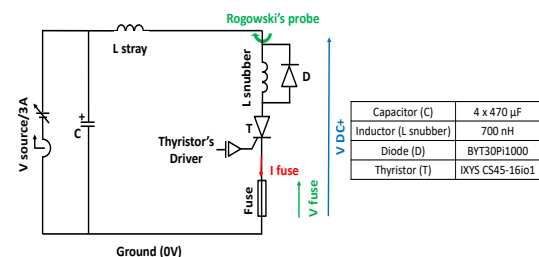 Rogowski's probe
L stray
L snubber
D
V source/3A
+
C
T
Thyristor's
Driver
I fuse
Fuse
V fuse
V DC+
Ground (0V)
Capacitor (C) 4 x 470 µF
Inductor (L snubber) 700 nH
Diode (D) BYT30Pi1000
Thyristor (T) IXYS CS45-16io1